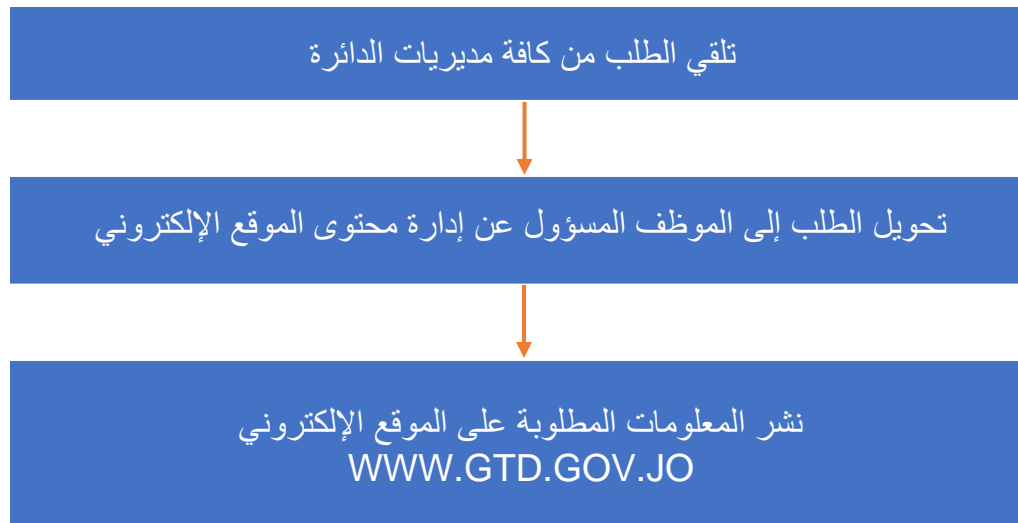 تلقي الطلب من كافة مديريات الدائرة
تحويل الطلب إلى الموظف المسؤول عن إدارة محتوى الموقع الإلكتروني
نشر المعلومات المطلوبة على الموقع الإلكتروني
WWW.GTD.GOV.JO